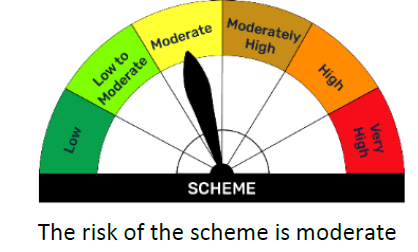 Low
Low to
Moderate
Moderate
Moderately
High
High
Very
High
SCHEME
The risk of the scheme is moderate